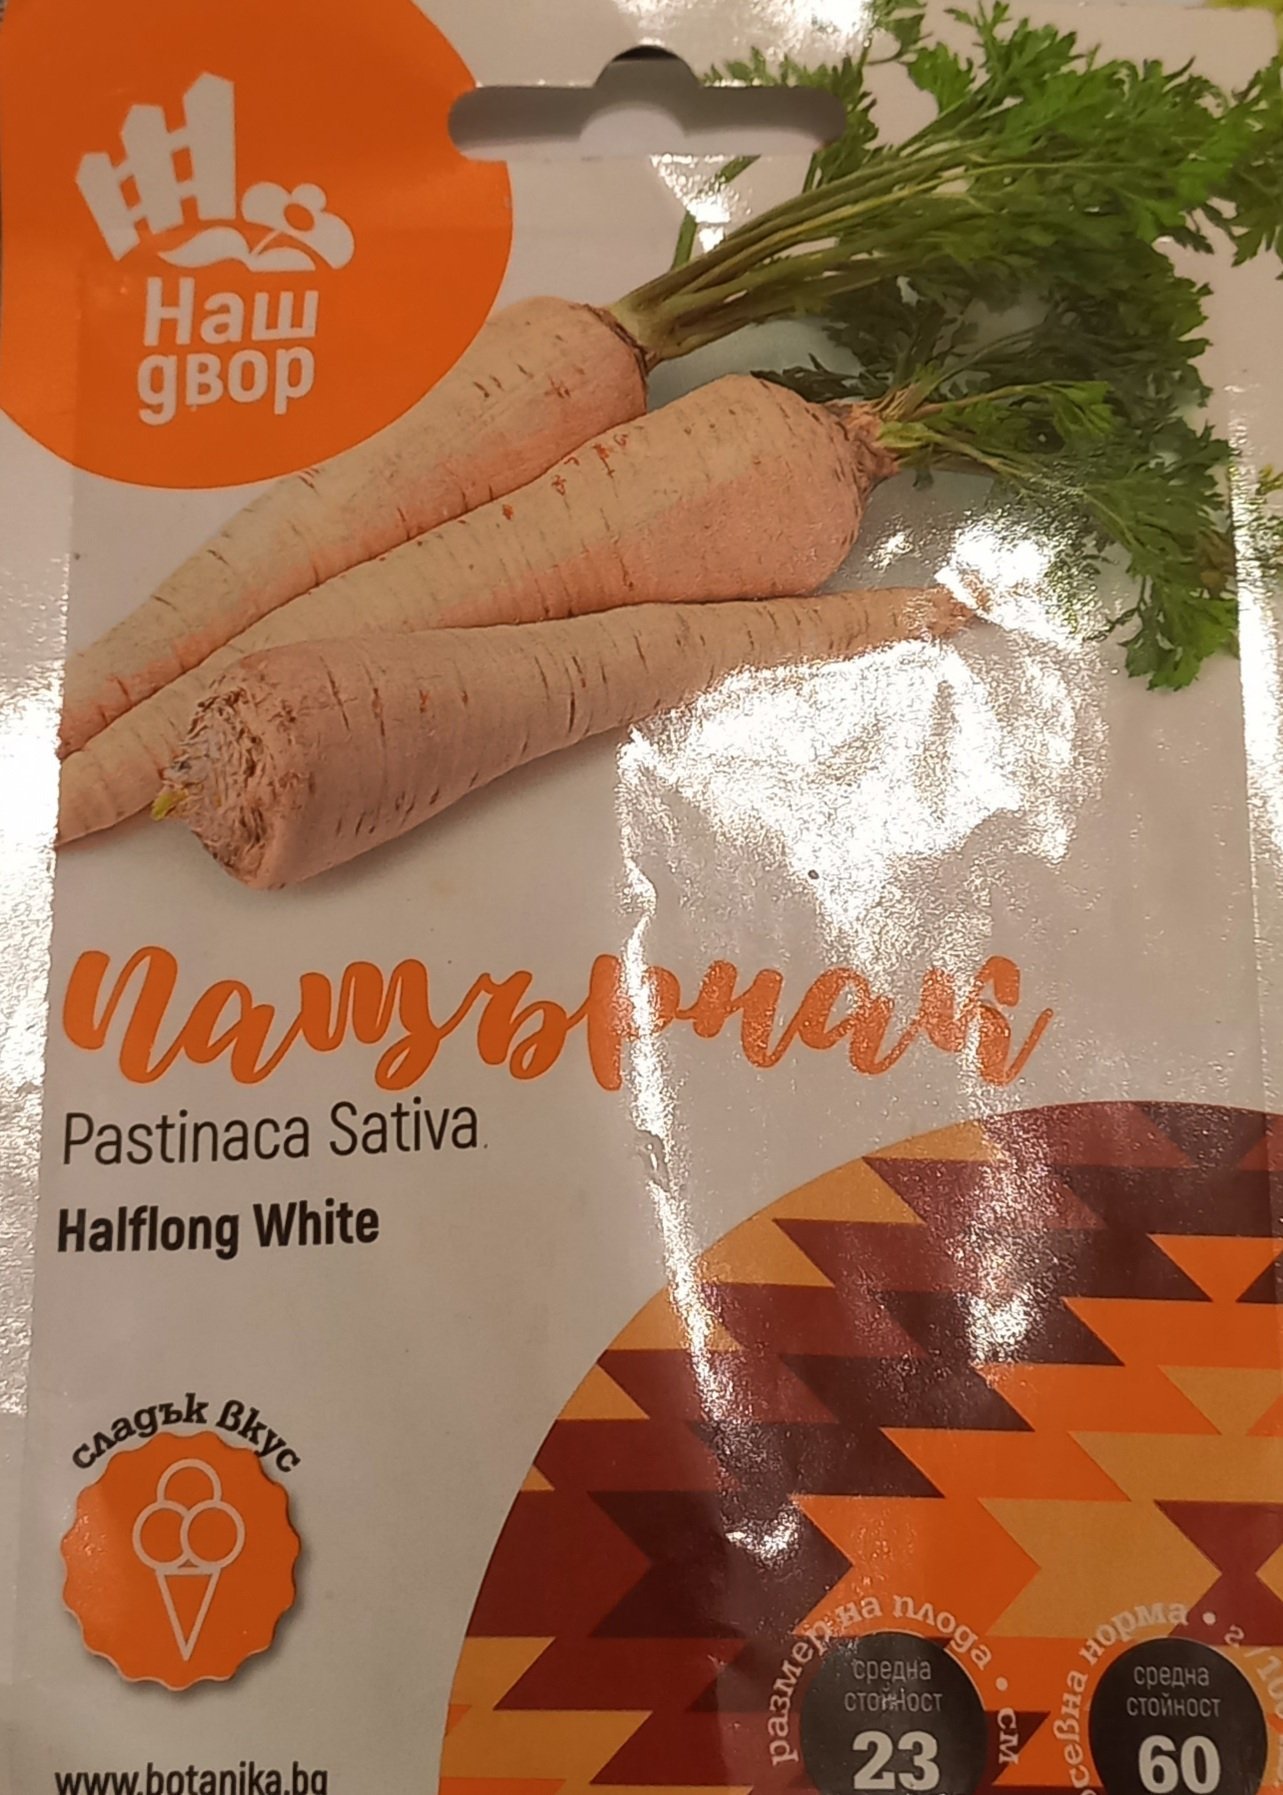 Наш
двор
Пащърнак
Pastinaca Sativa.
Halflong White
сладък вкус
размер на плода • см
средна
стойност
23
норма •
средна
стойност
60
www.botanika.bg